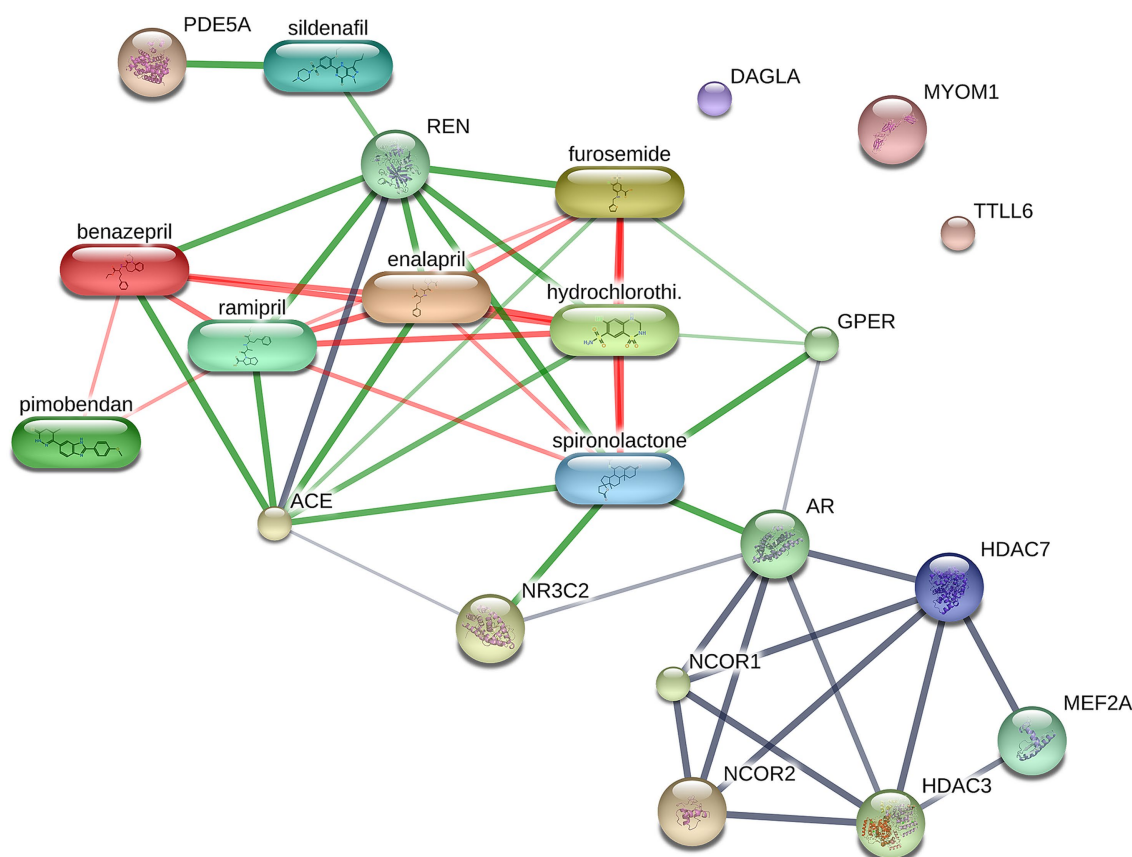 PDE5A
sildenafil
DAGLA
MYOM1
REN
furosemide
TTLL6
benazepril
enalapril
ramipril
hydrochlorothi.
GPER
pimobendan
spironolactone
ACE
AR
HDAC7
NR3C2
NCOR1
MEF2A
NCOR2
HDAC3